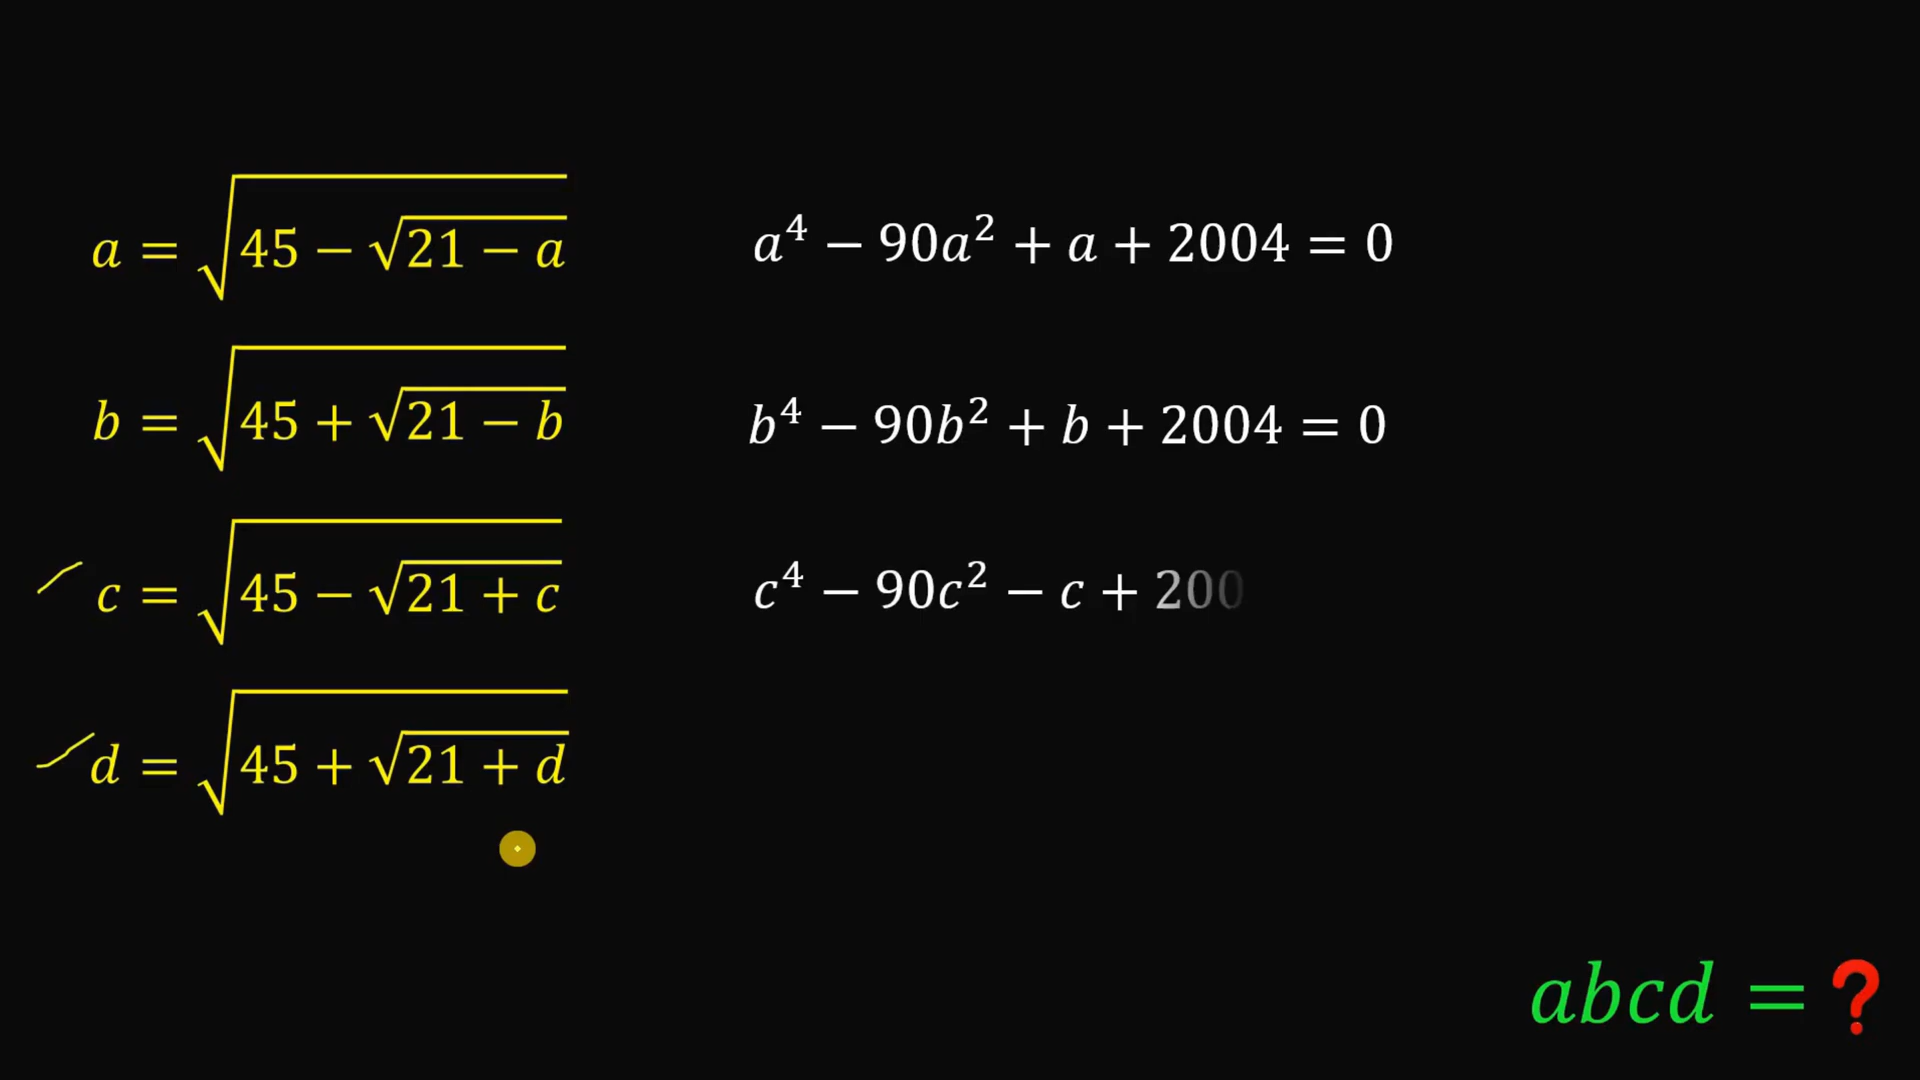 a = √(45 − √(21 − a))
a⁴ − 90a² + a + 2004 = 0
b = √(45 + √(21 − b))
b⁴ − 90b² + b + 2004 = 0
c = √(45 − √(21 + c))
c⁴ − 90c² − c + 200
d = √(45 + √(21 + d))
abcd = ?